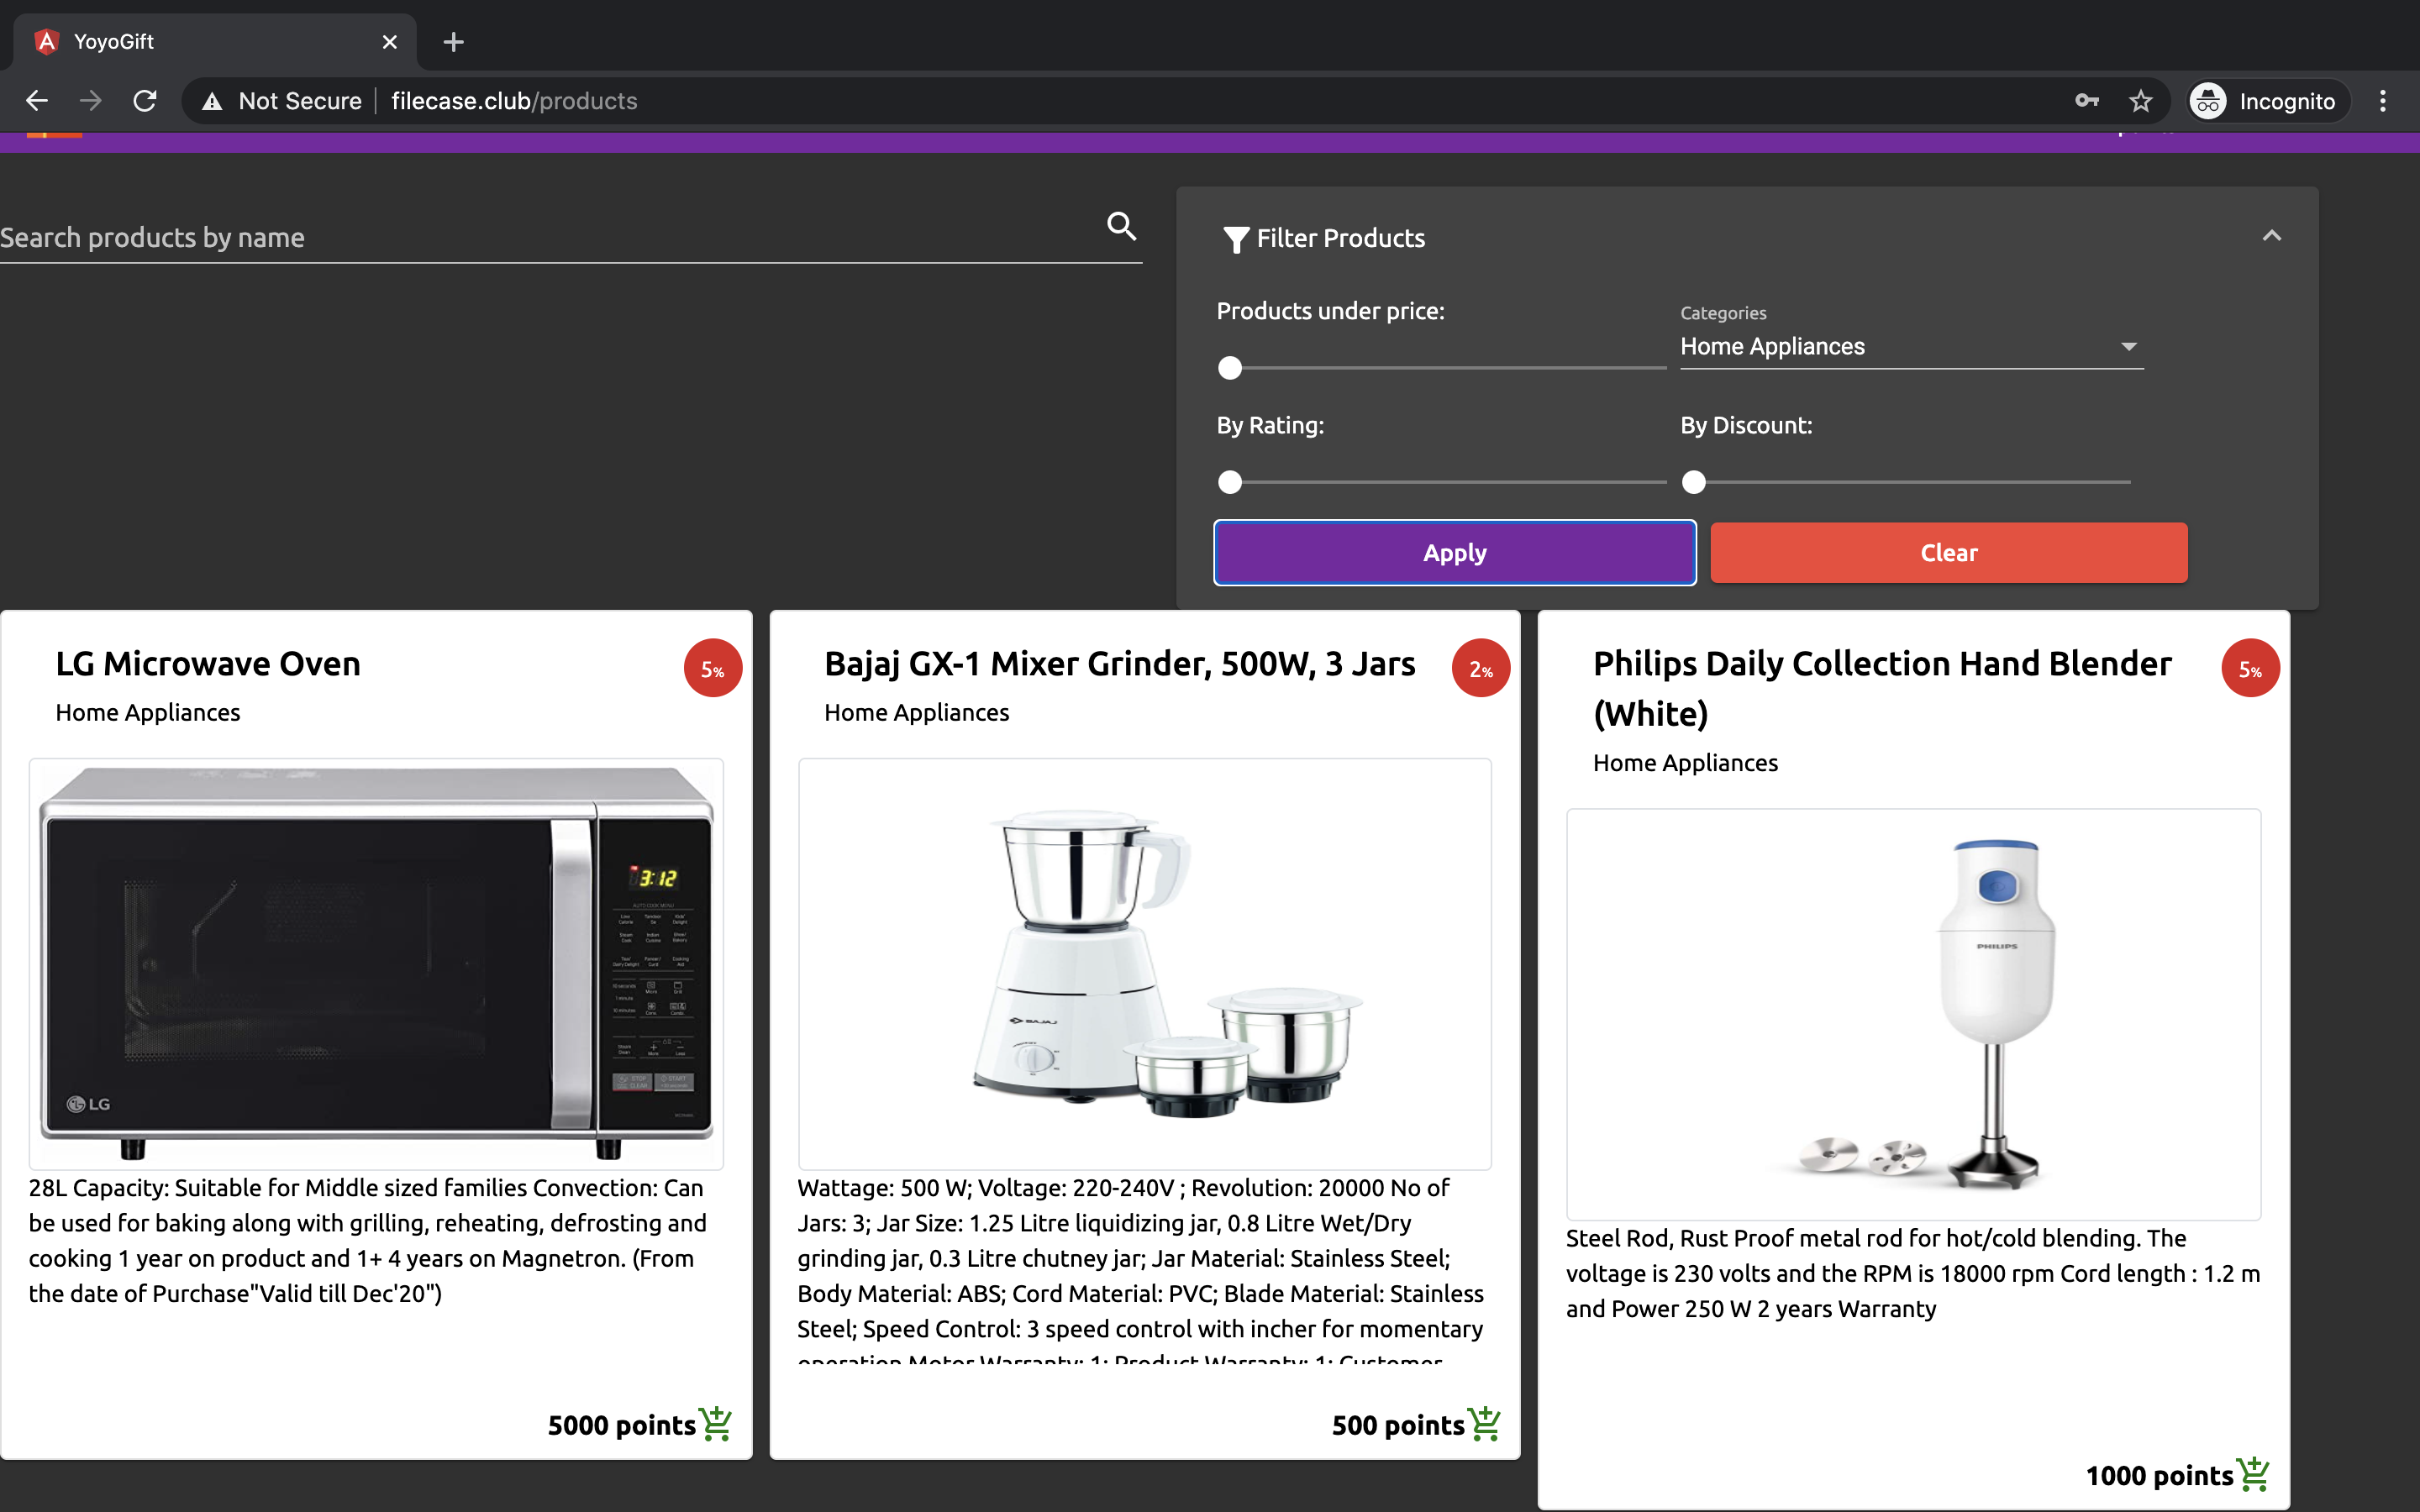 YoyoGift
Not Secure
filecase.club/products
Incognito
Search products by name
Filter Products
Products under price:
Categories
Home Appliances
By Rating:
By Discount:
Apply
Clear
LG Microwave Oven
5%
Home Appliances
3:12
LG
28L Capacity: Suitable for Middle sized families Convection: Can
be used for baking along with grilling, reheating, defrosting and
cooking 1 year on product and 1+ 4 years on Magnetron. (From
the date of Purchase"Valid till Dec'20")
5000 points
Bajaj GX-1 Mixer Grinder, 500W, 3 Jars
2%
Home Appliances
BAJAJ
Wattage: 500 W; Voltage: 220-240V ; Revolution: 20000 No of
Jars: 3; Jar Size: 1.25 Litre liquidizing jar, 0.8 Litre Wet/Dry
grinding jar, 0.3 Litre chutney jar; Jar Material: Stainless Steel;
Body Material: ABS; Cord Material: PVC; Blade Material: Stainless
Steel; Speed Control: 3 speed control with incher for momentary
operation Motor Warranty: 1; Product Warranty: 1; Customer
500 points
Philips Daily Collection Hand Blender
(White)
5%
Home Appliances
PHILIPS
Steel Rod, Rust Proof metal rod for hot/cold blending. The
voltage is 230 volts and the RPM is 18000 rpm Cord length : 1.2 m
and Power 250 W 2 years Warranty
1000 points